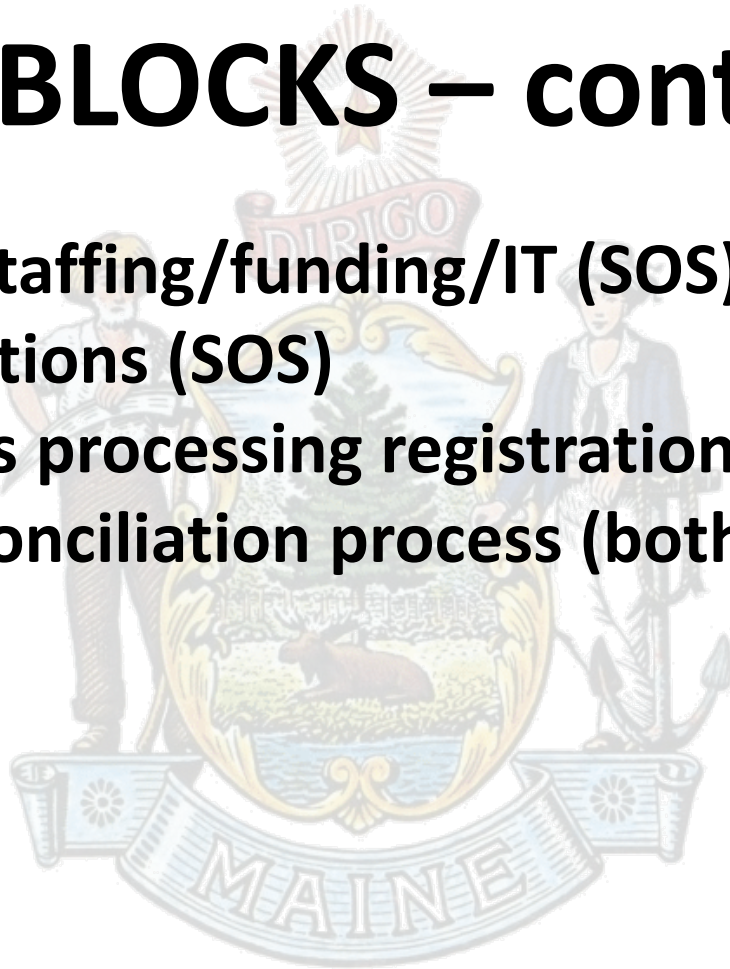 BLOCKS – cont
DIRIGO
taffing/funding/IT (SOS)
tions (SOS)
s processing registration
onciliation process (both
MAINE